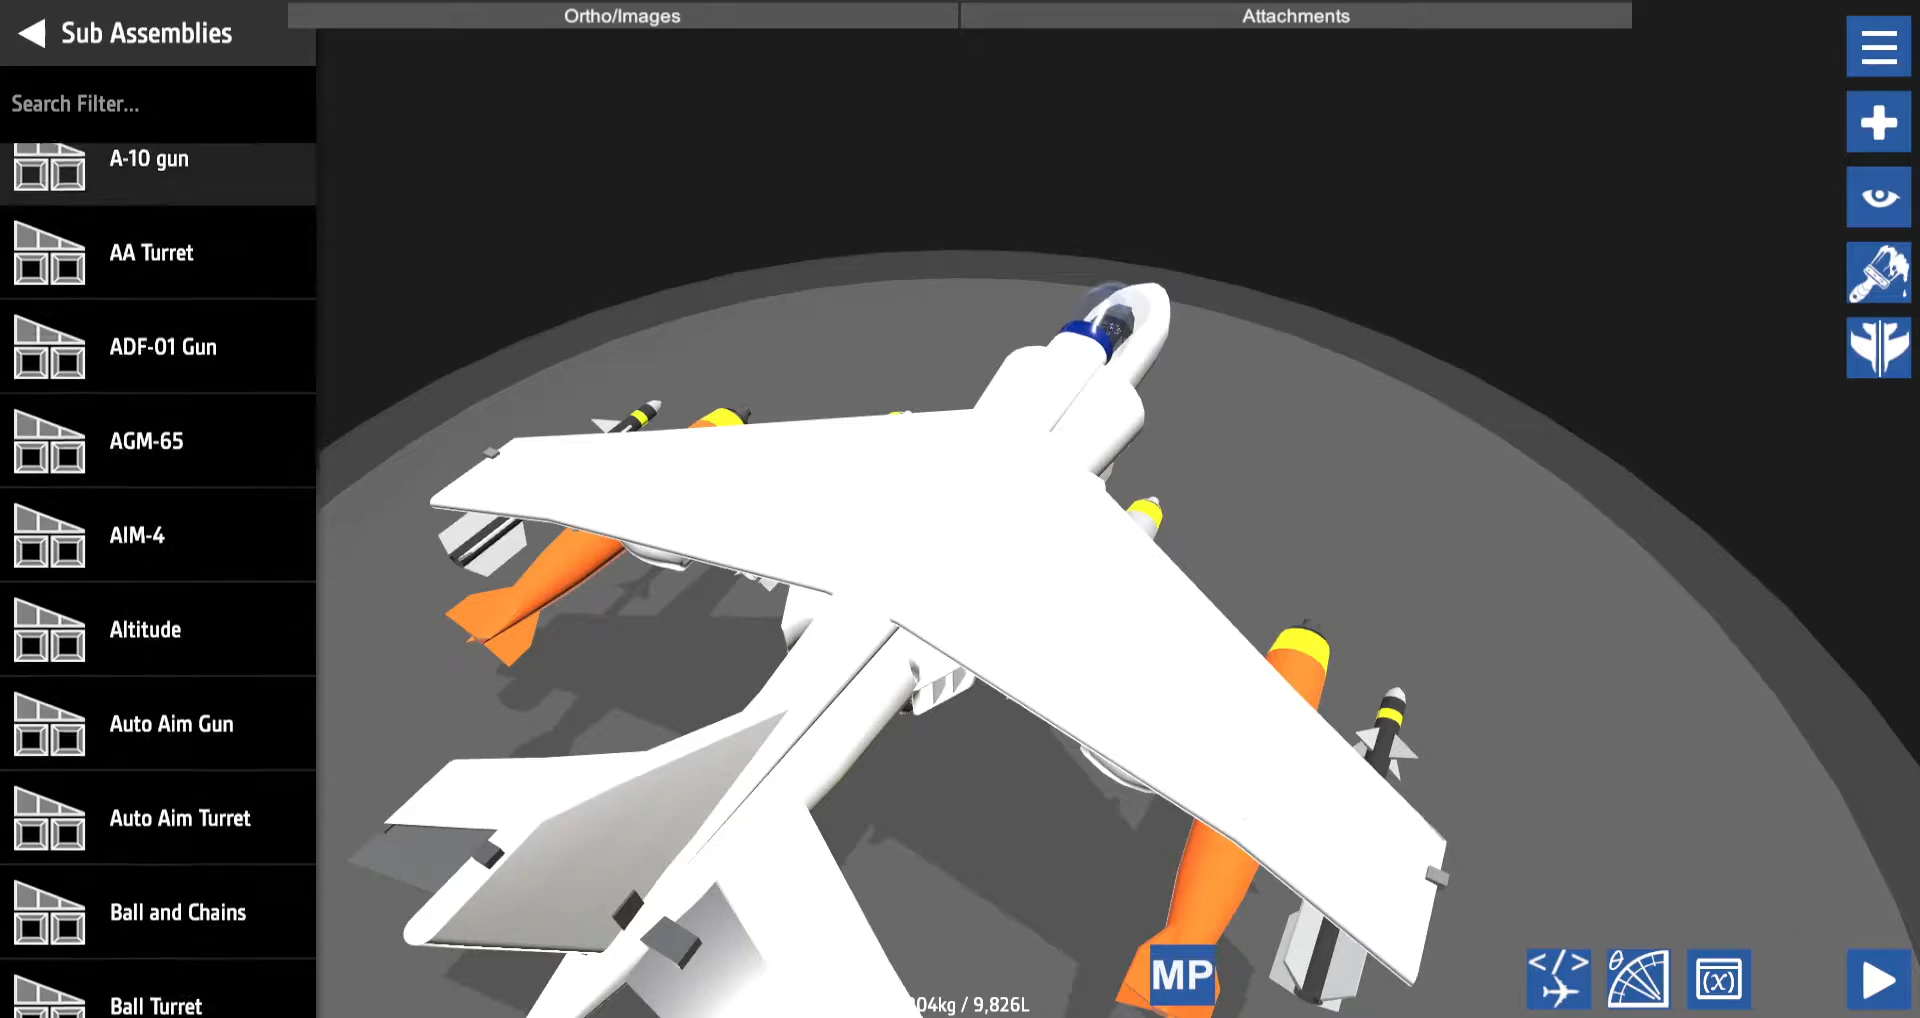 Ortho/Images
Attachments
Sub Assemblies
Search Filter...
A-10 gun
AA Turret
ADF-01 Gun
AGM-65
AIM-4
Altitude
Auto Aim Gun
Auto Aim Turret
Ball and Chains
Ball Turret
MP
04kg / 9,826L
</>
θ
(x)